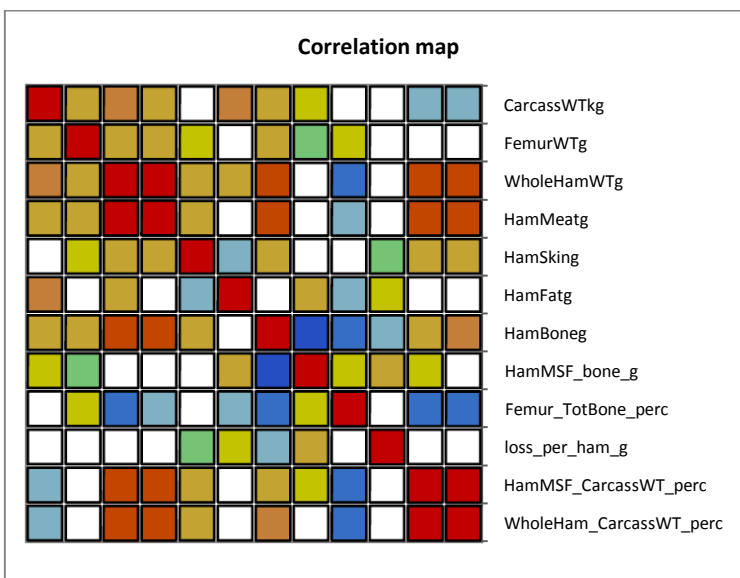 Correlation map
CarcassWTkg
FemurWTg
WholeHamWTg
HamMeatg
HamSking
HamFatg
HamBoneg
HamMSF_bone_g
Femur_TotBone_perc
loss_per_ham_g
HamMSF_CarcassWT_perc
WholeHam_CarcassWT_perc